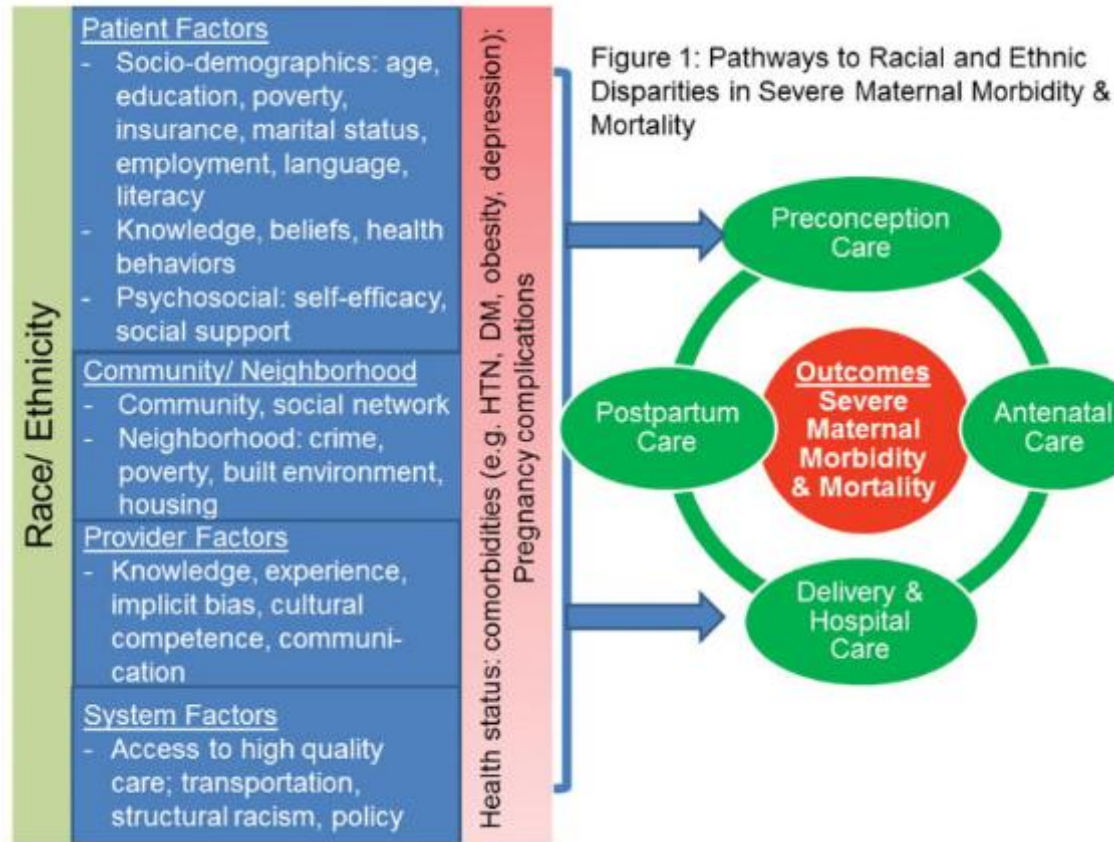 Race/ Ethnicity
Patient Factors
- Socio-demographics: age,
education, poverty,
insurance, marital status,
employment, language,
literacy
- Knowledge, beliefs, health
behaviors
- Psychosocial: self-efficacy,
social support
Community/ Neighborhood
- Community, social network
- Neighborhood: crime,
poverty, built environment,
housing
Provider Factors
- Knowledge, experience,
implicit bias, cultural
competence, communi-
cation
System Factors
- Access to high quality
care; transportation,
structural racism, policy
Health status: comorbidities (e.g. HTN, DM, obesity, depression);
Pregnancy complications
Figure 1: Pathways to Racial and Ethnic
Disparities in Severe Maternal Morbidity &
Mortality
Preconception
Care
Postpartum
Care
Outcomes
Severe
Maternal
Morbidity
& Mortality
Antenatal
Care
Delivery &
Hospital
Care